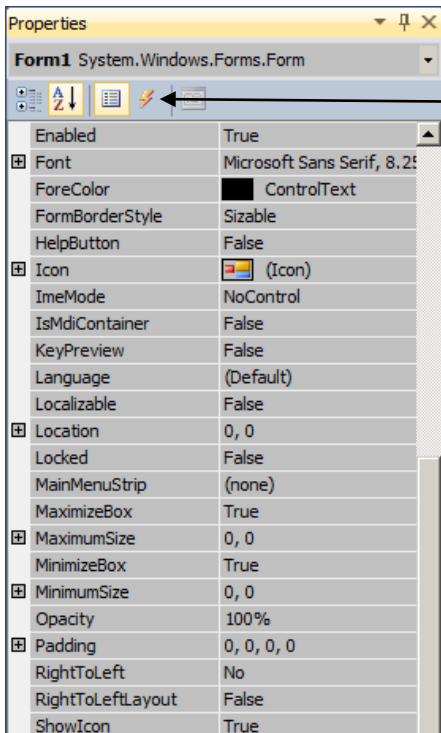 Properties
Form1 System.Windows.Forms.Form
A Z
Enabled True
Font Microsoft Sans Serif, 8.25
ForeColor ControlText
FormBorderStyle Sizable
HelpButton False
Icon (Icon)
ImeMode NoControl
IsMdiContainer False
KeyPreview False
Language (Default)
Localizable False
Location 0, 0
Locked False
MainMenuStrip (none)
MaximizeBox True
MaximumSize 0, 0
MinimizeBox True
MinimumSize 0, 0
Opacity 100%
Padding 0, 0, 0, 0
RightToLeft No
RightToLeftLayout False
ShowIcon True